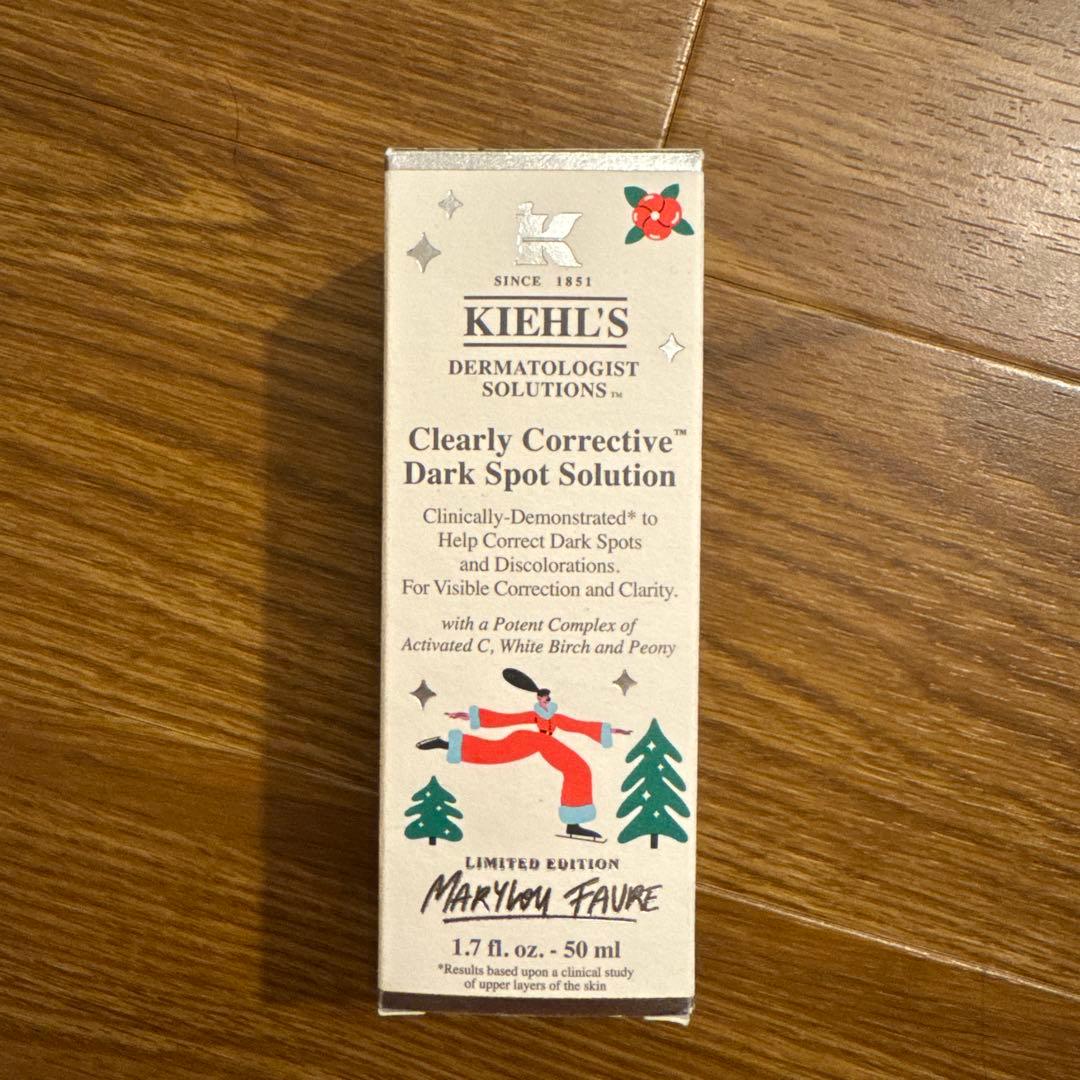 K
SINCE 1851
KIEHL'S
DERMATOLOGIST
SOLUTIONS™
Clearly Corrective™
Dark Spot Solution
Clinically-Demonstrated* to
Help Correct Dark Spots
and Discolorations.
For Visible Correction and Clarity.
with a Potent Complex of
Activated C, White Birch and Peony
LIMITED EDITION
MARYLOU FAURE
1.7 fl. oz. - 50 ml
*Results based upon a clinical study
of upper layers of the skin